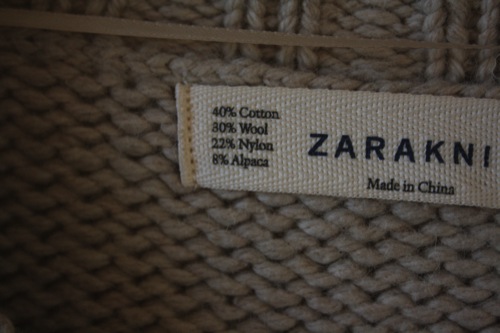 40% Cotton
30% Wool
22% Nylon
8% Alpaca
ZARAKNI
Made in China